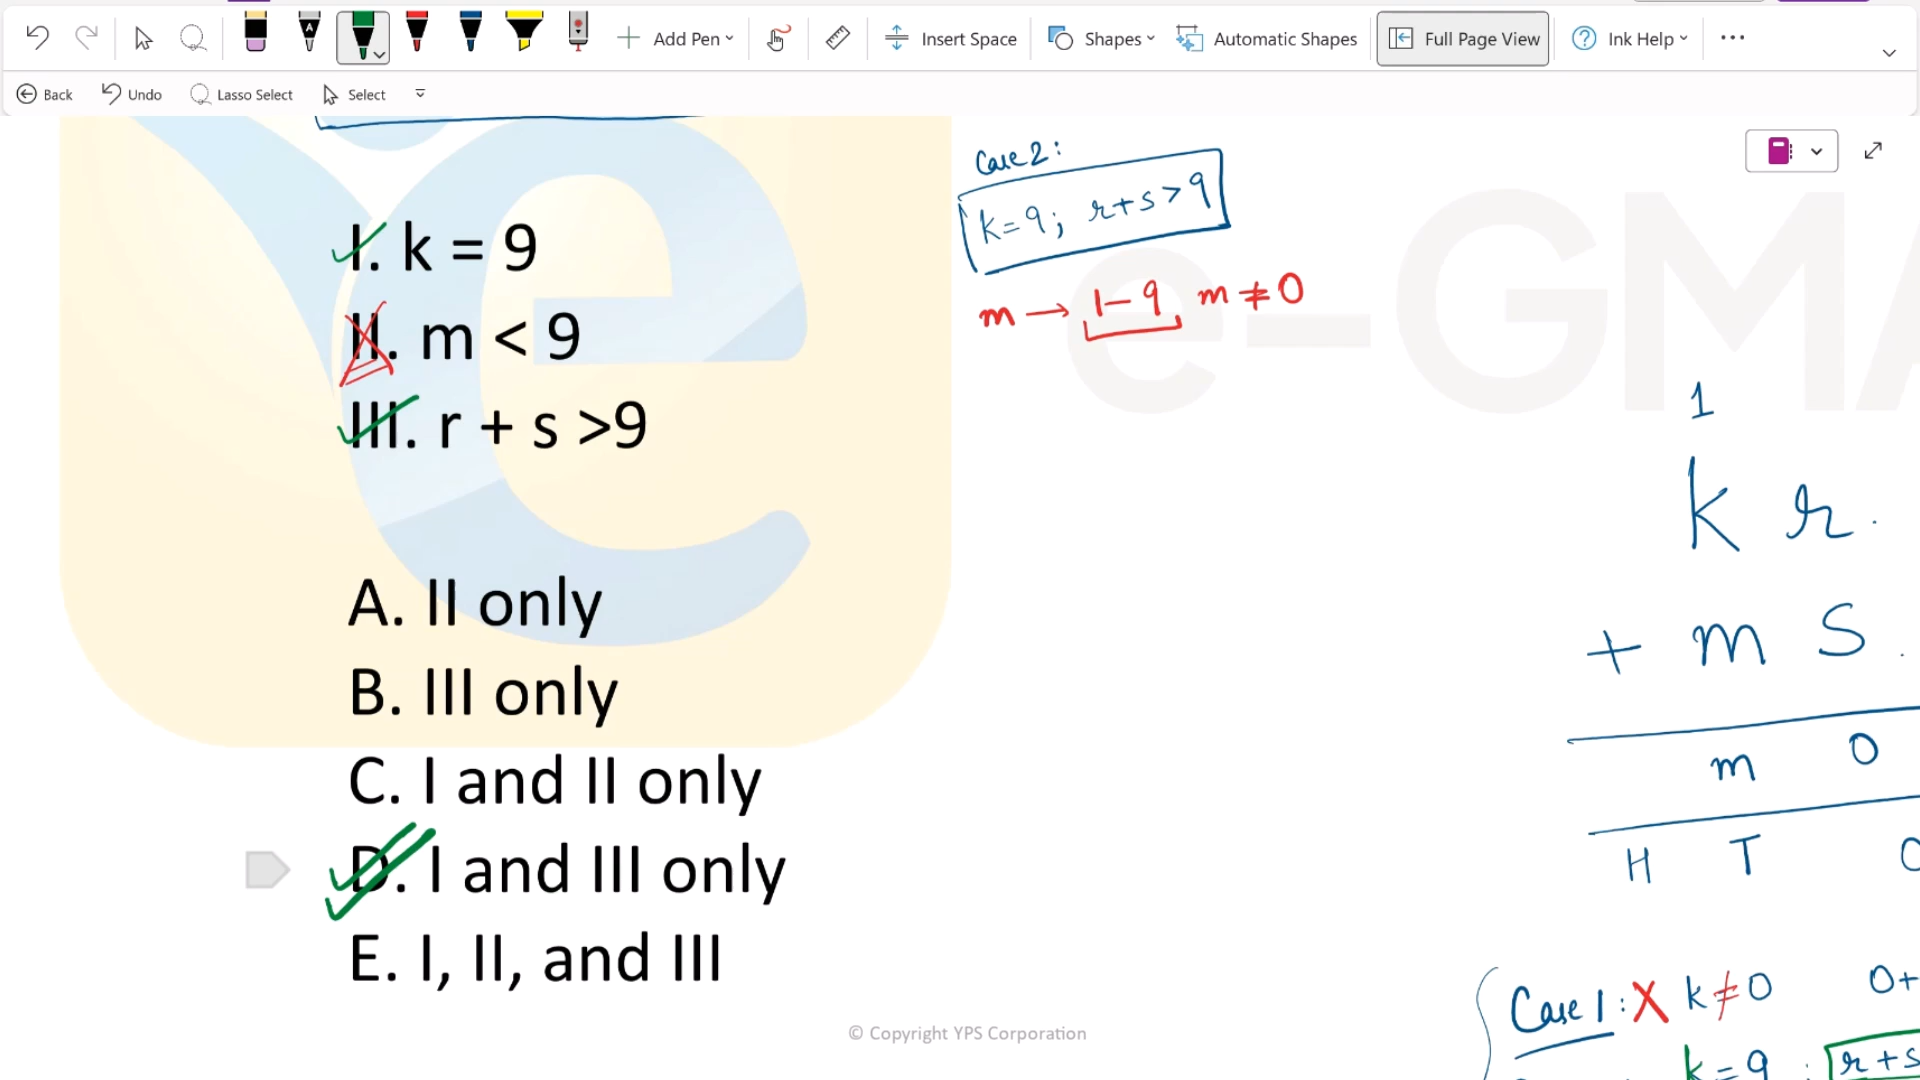 Add Pen
Insert Space
Shapes
Automatic Shapes
Full Page View
Ink Help
Back
Undo
Lasso Select
Select
Case 2:
k=9; r+s>9
I. k = 9
m → 1-9 m ≠ 0
II. m < 9
III. r + s >9
e-GMA
1
k r.
+ m s.
m 0
H T
A. II only
B. III only
C. I and II only
D. I and III only
E. I, II, and III
Case 1: X k≠0 0+
k=9 : r+s
© Copyright YPS Corporation